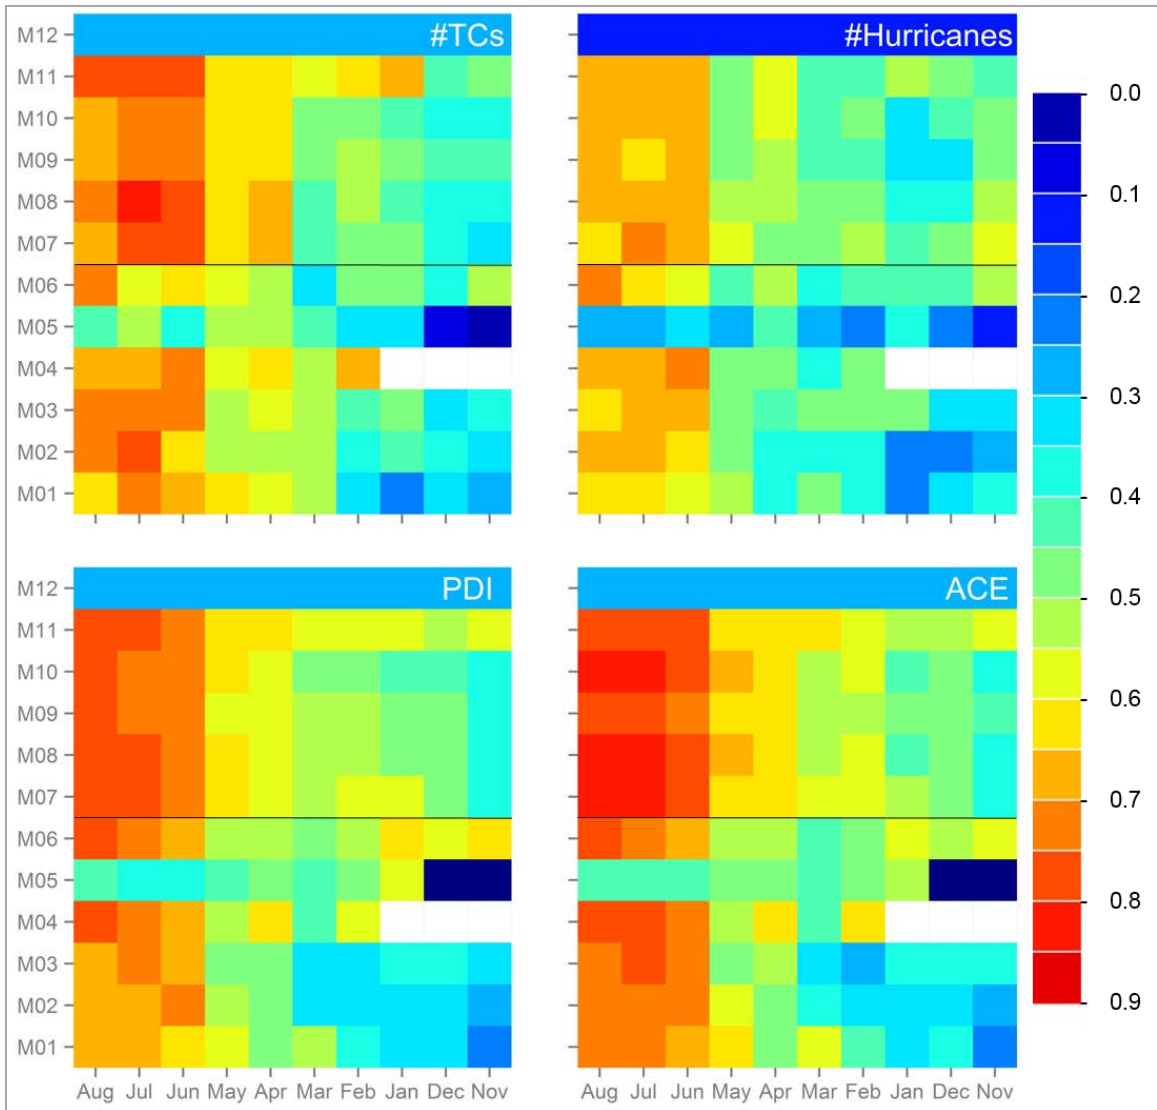 M12 #TCs #Hurricanes
M11
M10
M09
M08
M07
M06
M05
M04
M03
M02
M01
0.0
0.1
0.2
0.3
0.4
0.5
0.6
0.7
0.8
0.9
M12 PDI ACE
M11
M10
M09
M08
M07
M06
M05
M04
M03
M02
M01
Aug Jul Jun May Apr Mar Feb Jan Dec Nov Aug Jul Jun May Apr Mar Feb Jan Dec Nov